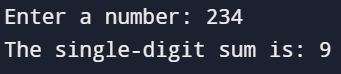 Enter a number: 234
The single-digit sum is: 9